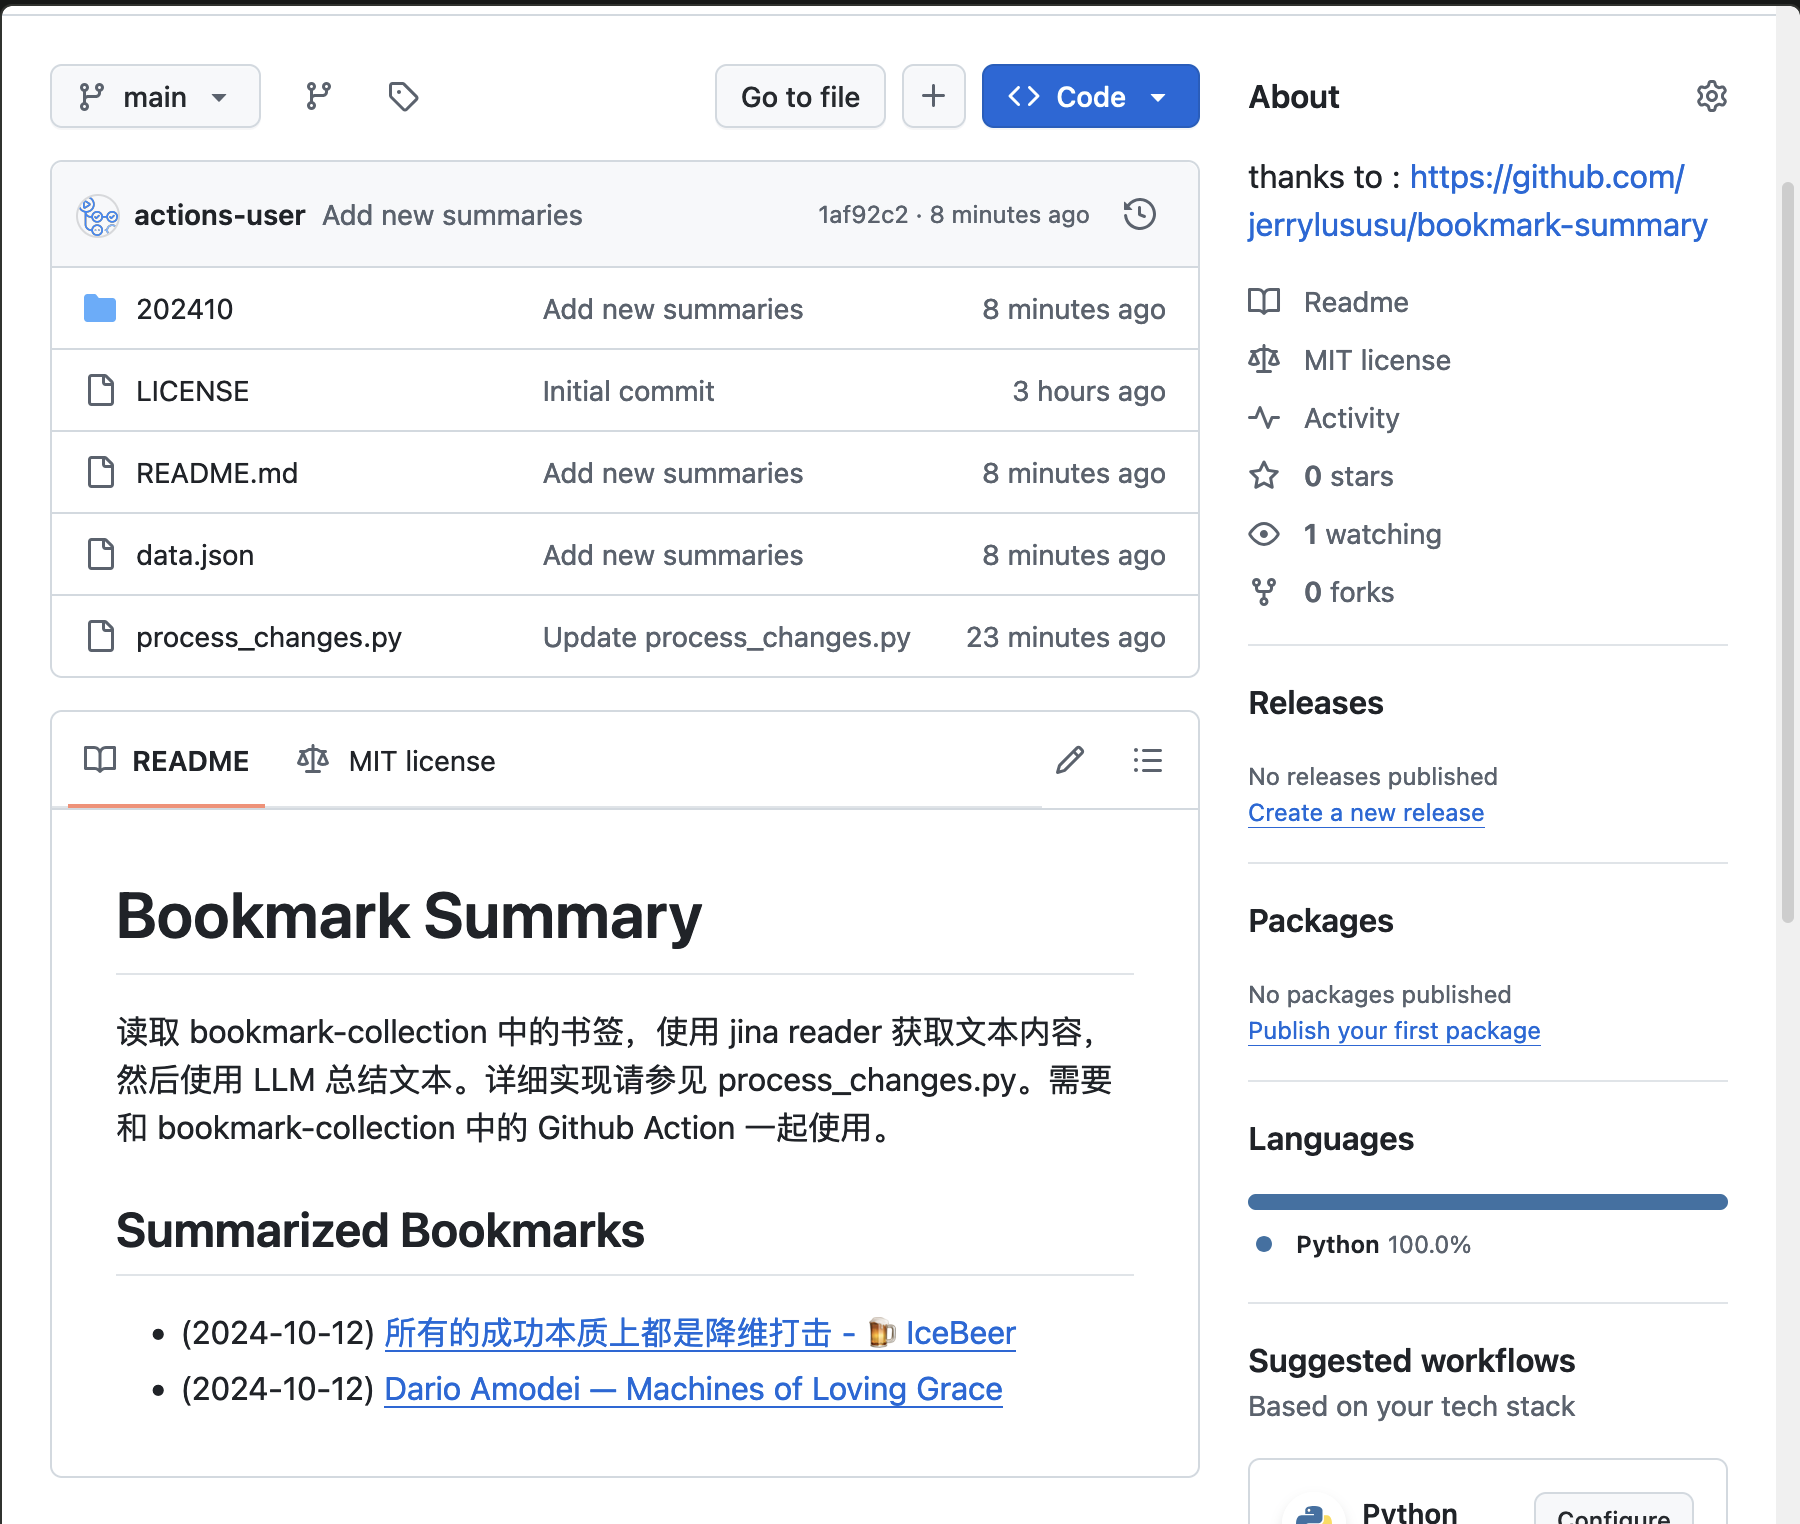 main
Go to file
Code
actions-user Add new summaries 1af92c2 · 8 minutes ago
202410 Add new summaries 8 minutes ago
LICENSE Initial commit 3 hours ago
README.md Add new summaries 8 minutes ago
data.json Add new summaries 8 minutes ago
process_changes.py Update process_changes.py 23 minutes ago
README MIT license
Bookmark Summary
读取 bookmark-collection 中的书签，使用 jina reader 获取文本内容，
然后使用 LLM 总结文本。详细实现请参见 process_changes.py。需要
和 bookmark-collection 中的 Github Action 一起使用。
Summarized Bookmarks
(2024-10-12) 所有的成功本质上都是降维打击 - 🍺 IceBeer
(2024-10-12) Dario Amodei — Machines of Loving Grace
About
thanks to : https://github.com/
jerrylususu/bookmark-summary
Readme
MIT license
Activity
0 stars
1 watching
0 forks
Releases
No releases published
Create a new release
Packages
No packages published
Publish your first package
Languages
Python 100.0%
Suggested workflows
Based on your tech stack
Python Configure